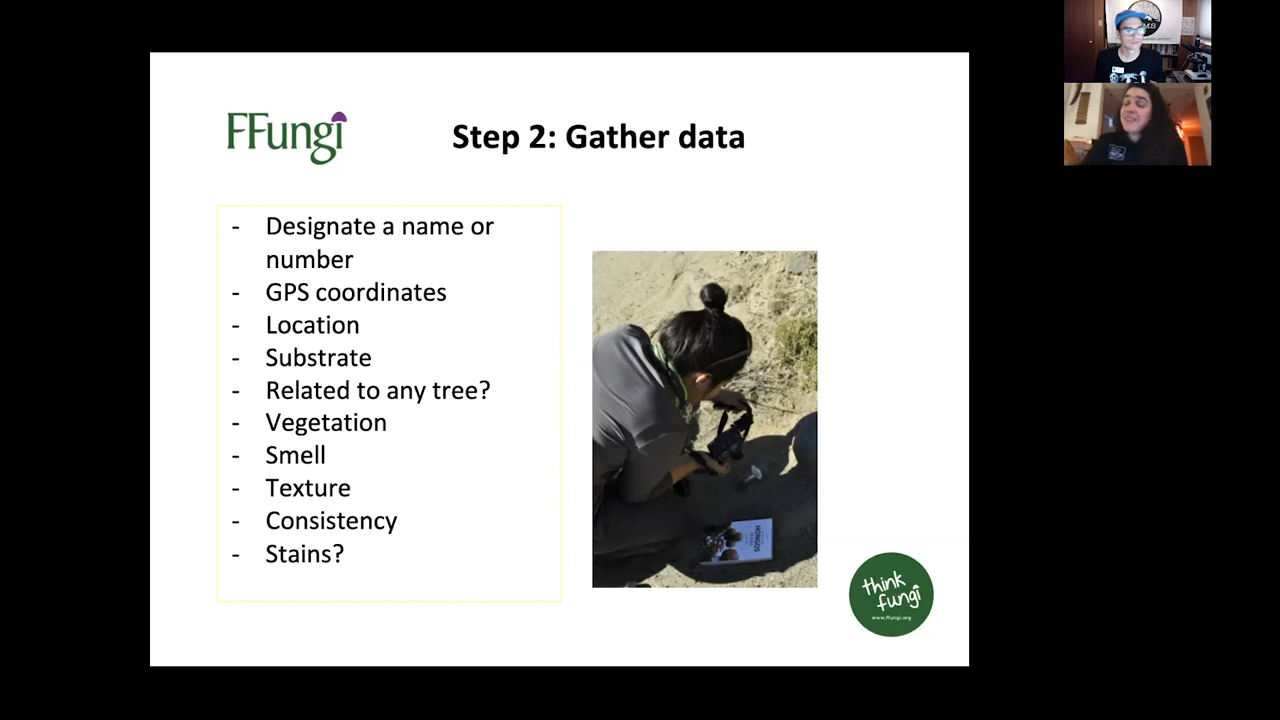 FFungi
Step 2: Gather data
- Designate a name or
number
- GPS coordinates
- Location
- Substrate
- Related to any tree?
- Vegetation
- Smell
- Texture
- Consistency
- Stains?
HONGOS
think
fungi
www.ffungi.org